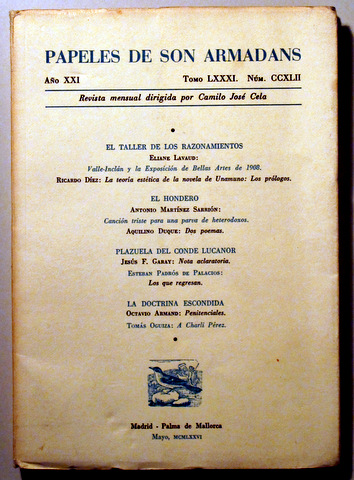 PAPELES DE SON ARMADANS
Año XXI Tomo LXXXI. Núm. CCXLII
Revista mensual dirigida por Camilo José Cela
EL TALLER DE LOS RAZONAMIENTOS
Eliane Lavaud:
Valle-Inclán y la Exposición de Bellas Artes de 1908.
Ricardo Díez: La teoría estética de la novela de Unamuno: Los prólogos.
EL HONDERO
Antonio Martínez Sarrión:
Canción triste para una parva de heterodoxos.
Aquilino Duque: Dos poemas.
PLAZUELA DEL CONDE LUCANOR
Jesús F. Garay: Nota aclaratoria.
Esteban Padrós de Palacios:
Los que regresan.
LA DOCTRINA ESCONDIDA
Octavio Armand: Penitenciales.
Tomás Oguiza: A Charli Pérez.
Madrid - Palma de Mallorca
Mayo, MCMLXXVI